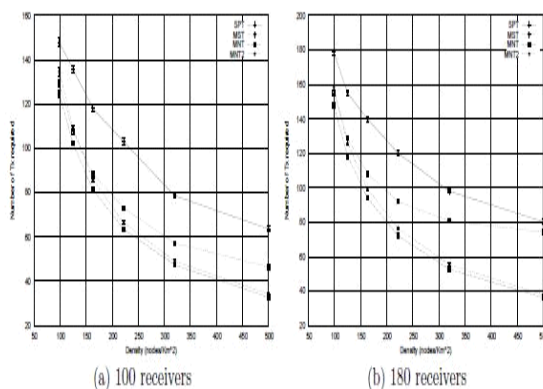 SPT
MST
MNT
MNT2
160
140
120
100
80
60
40
20
Number of Tx required
50 100 150 200 250 300 350 400 450 500
Density (nodes/Km^2)
(a) 100 receivers
SPT
MST
MNT
MNT2
200
180
160
140
120
100
80
60
40
20
Number of Tx required
50 100 150 200 250 300 350 400 450 500
Density (nodes/Km^2)
(b) 180 receivers